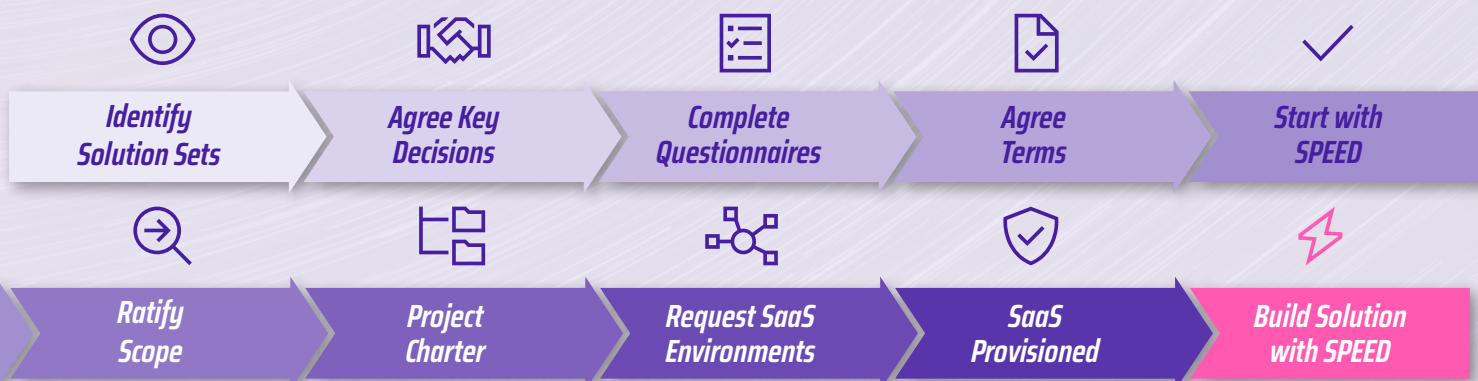 Identify
Solution Sets
Agree Key
Decisions
Complete
Questionnaires
Agree
Terms
Start with
SPEED
Ratify
Scope
Project
Charter
Request SaaS
Environments
SaaS
Provisioned
Build Solution
with SPEED